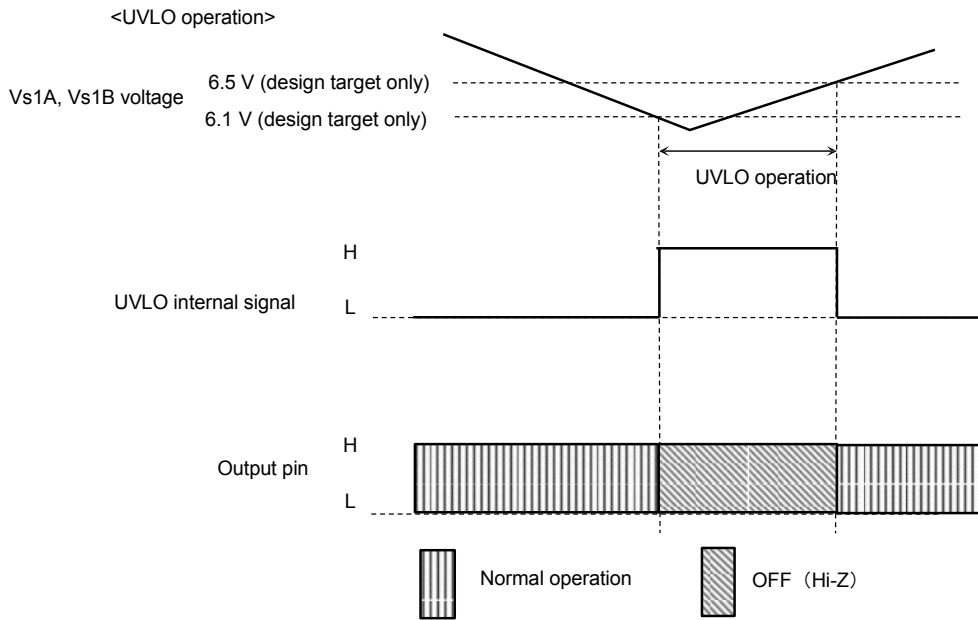 <UVLO operation>
6.5 V (design target only)
Vs1A, Vs1B voltage
6.1 V (design target only)
UVLO operation
H
UVLO internal signal
L
H
Output pin
L
Normal operation
OFF（Hi-Z）